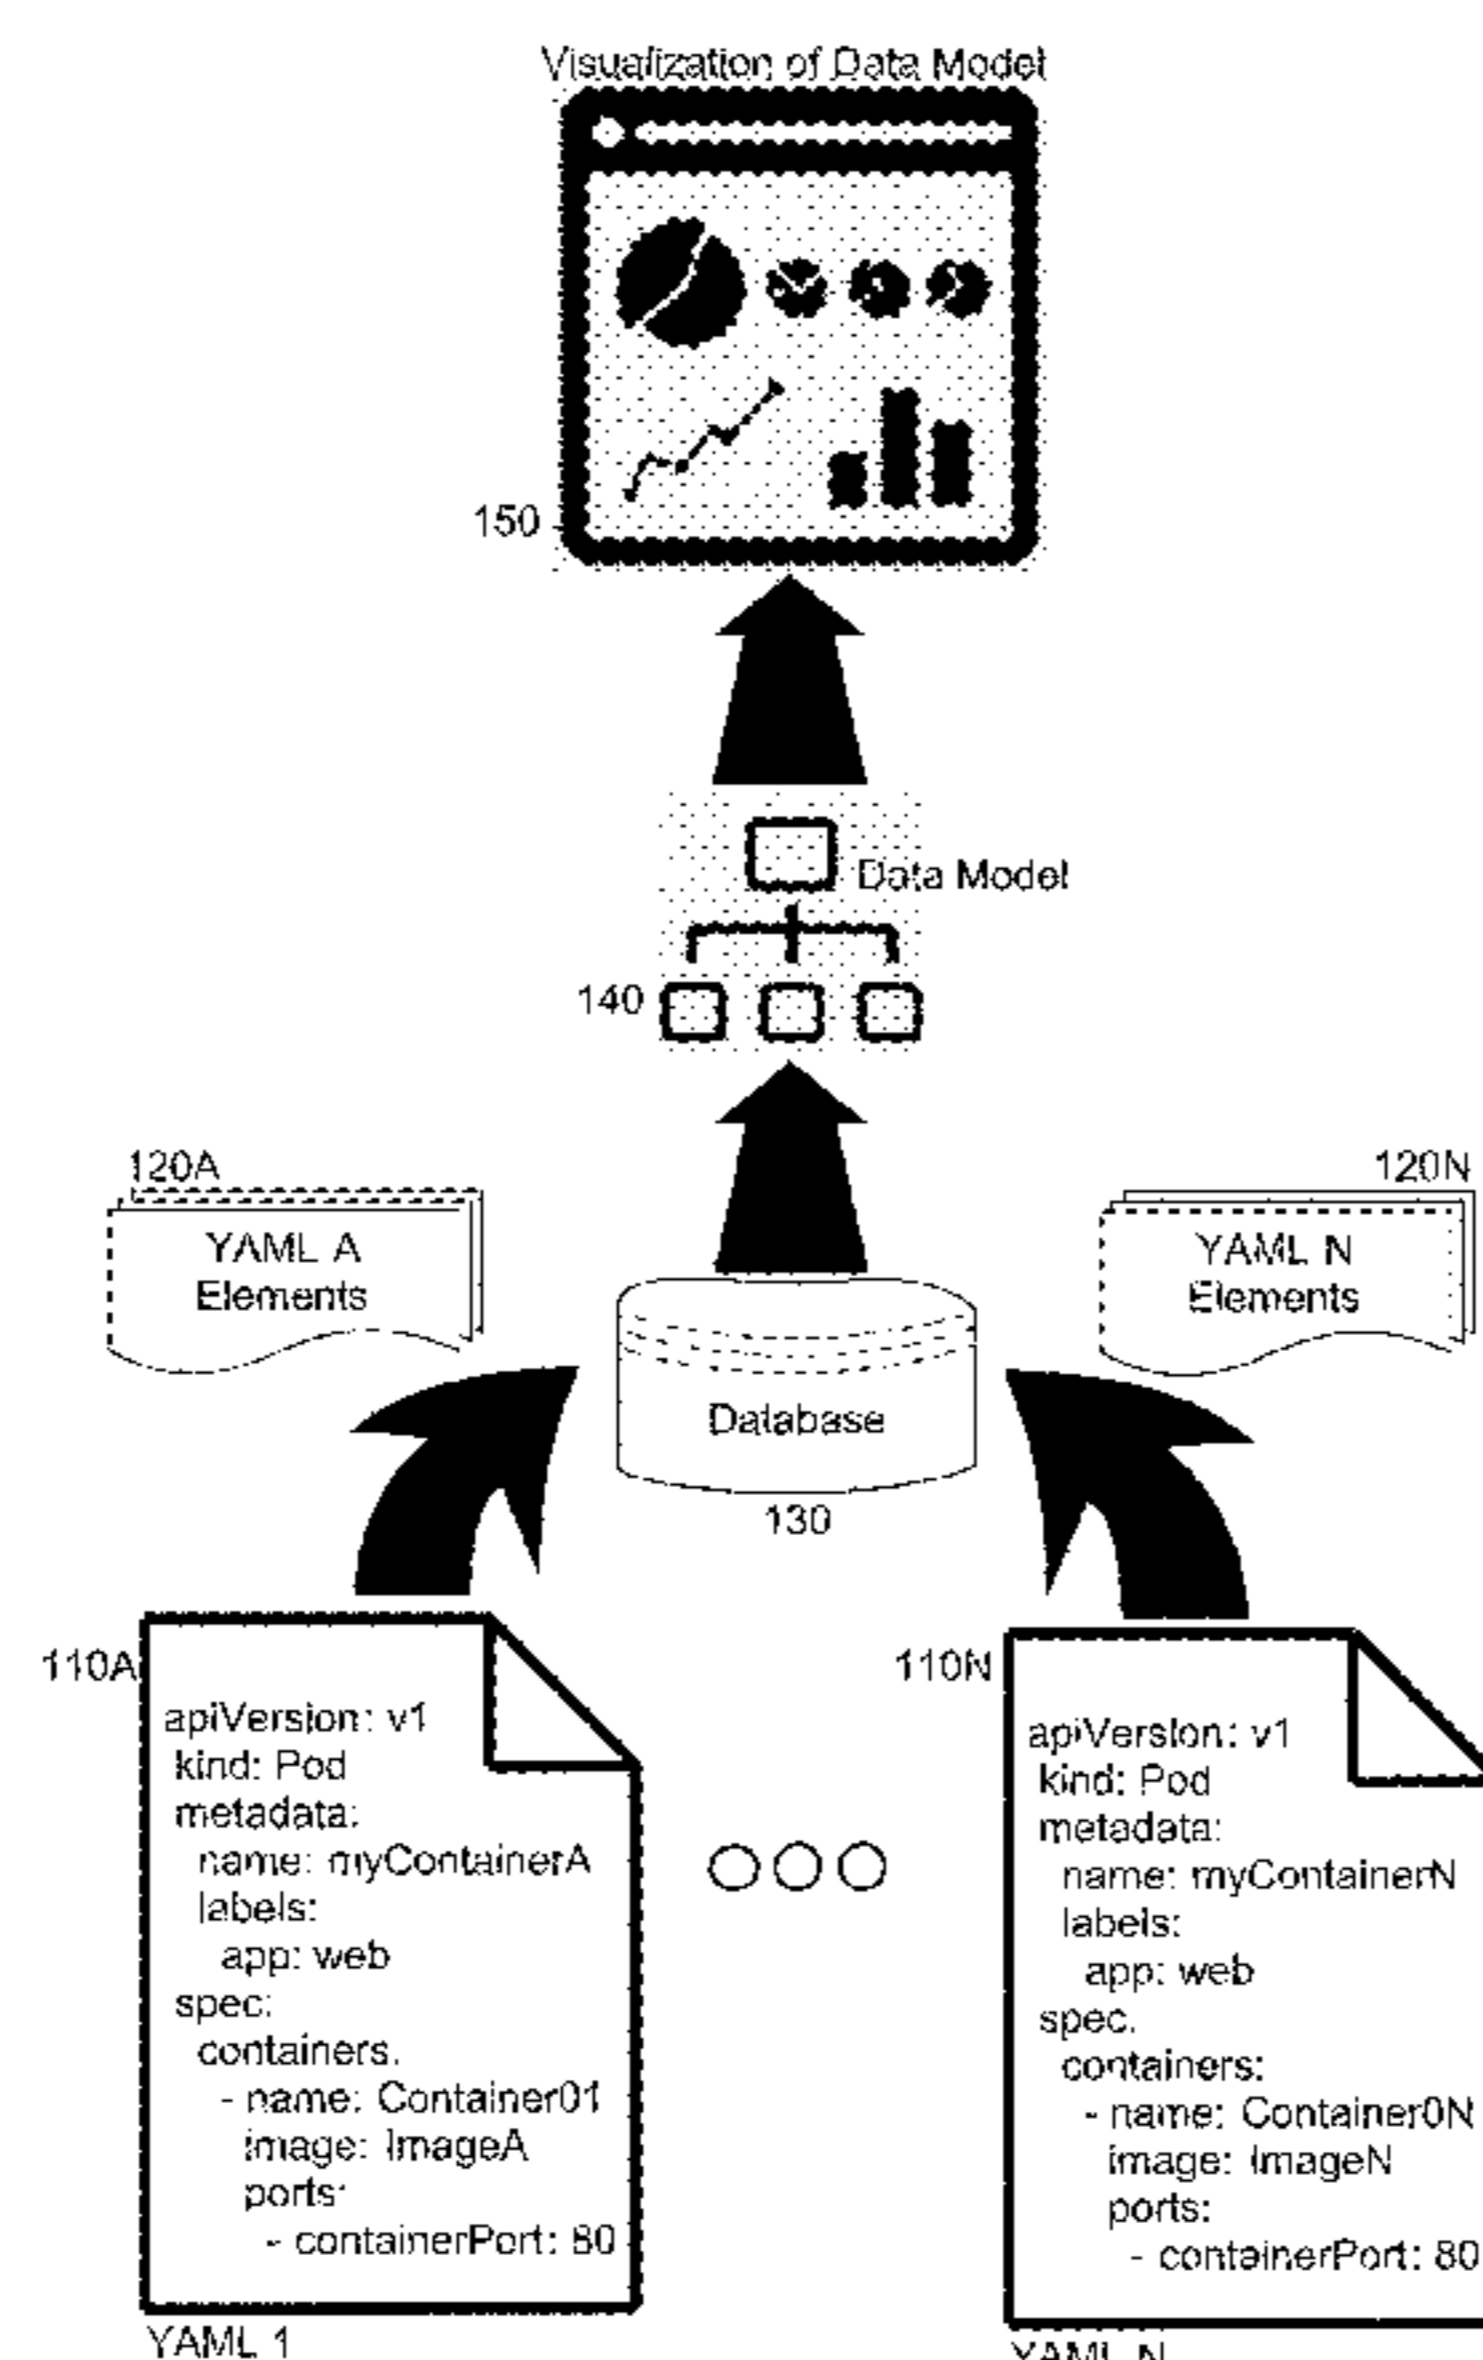 Visualization of Data Model
150
Data Model
140
120A
120N
YAML A
Elements
YAML N
Elements
Database
130
110A
apiVersion: v1
kind: Pod
metadata:
name: myContainerA
labels:
app: web
spec:
containers:
- name: Container01
image: ImageA
ports:
- containerPort: 80
YAML 1
110N
apiVersion: v1
kind: Pod
metadata:
name: myContainerN
labels:
app: web
spec:
containers:
- name: Container0N
image: ImageN
ports:
- containerPort: 80
YAML N